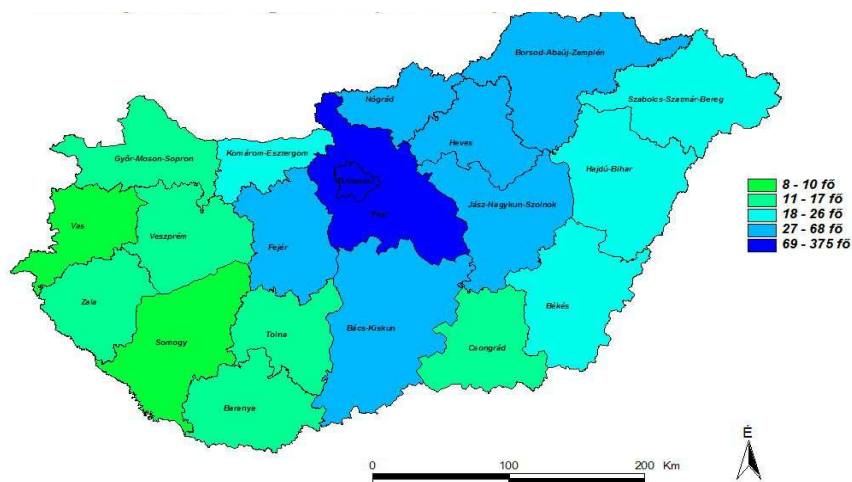 Borsod-Abaúj-Zemplén
Nógrád
Szabolcs-Szatmár-Bereg
Heves
Győr-Moson-Sopron
Komárom-Esztergom
Hajdú-Bihar
Budapest
Jász-Nagykun-Szolnok
Pest
Vas
Veszprém
Fejér
Zala
Békés
Somogy
Tolna
Bács-Kiskun
Csongrád
Baranya
8 - 10 fő
11 - 17 fő
18 - 26 fő
27 - 68 fő
69 - 375 fő
É
0 100 200 Km